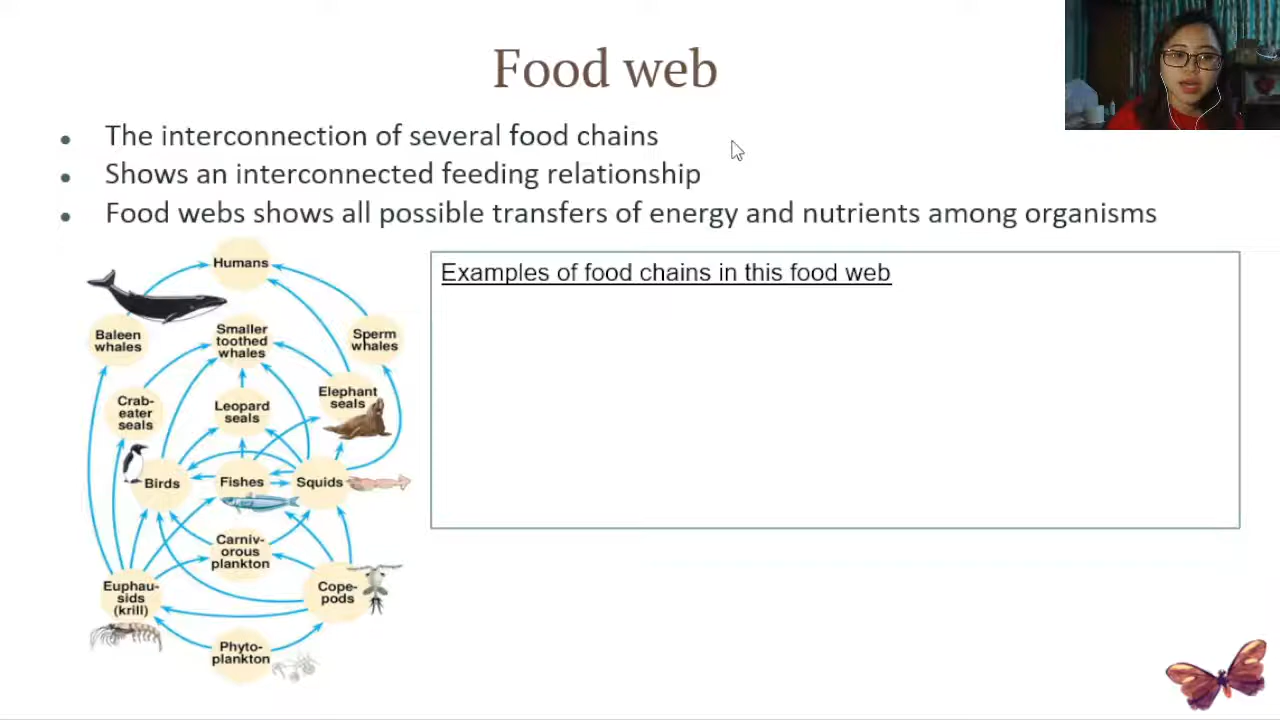 Food web
• The interconnection of several food chains
• Shows an interconnected feeding relationship
• Food webs shows all possible transfers of energy and nutrients among organisms
Examples of food chains in this food web
Humans
Baleen
whales
Smaller
toothed
whales
Sperm
whales
Crab-
eater
seals
Leopard
seals
Elephant
seals
Birds
Fishes
Squids
Carniv-
orous
plankton
Euphau-
sids
(krill)
Cope-
pods
Phyto-
plankton